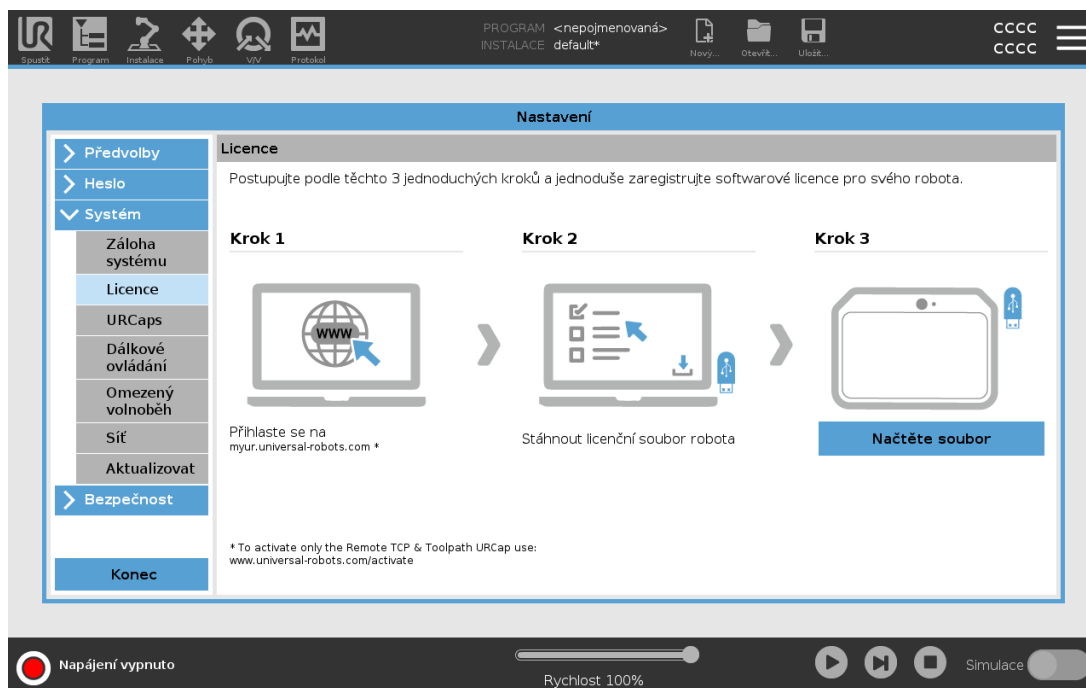 PROGRAM <nepojmenovaná>
INSTALACE default*
CCCC
CCCC
Spustit Program Instalace Pohyb V/V Protokol
Nový... Otevřít... Uložit...
Nastavení
Předvolby
Heslo
Systém
Záloha
systému
Licence
URCaps
Dálkové
ovládání
Omezený
volnoběh
Síť
Aktualizovat
Bezpečnost
Konec
Licence
Postupujte podle těchto 3 jednoduchých kroků a jednoduše zaregistrujte softwarové licence pro svého robota.
Krok 1
WWW
Přihlaste se na
myur.universal-robots.com *
Krok 2
Stáhnout licenční soubor robota
Krok 3
Načtěte soubor
* To activate only the Remote TCP & Toolpath URCap use:
www.universal-robots.com/activate
Napájení vypnuto
Rychlost 100%
Simulace